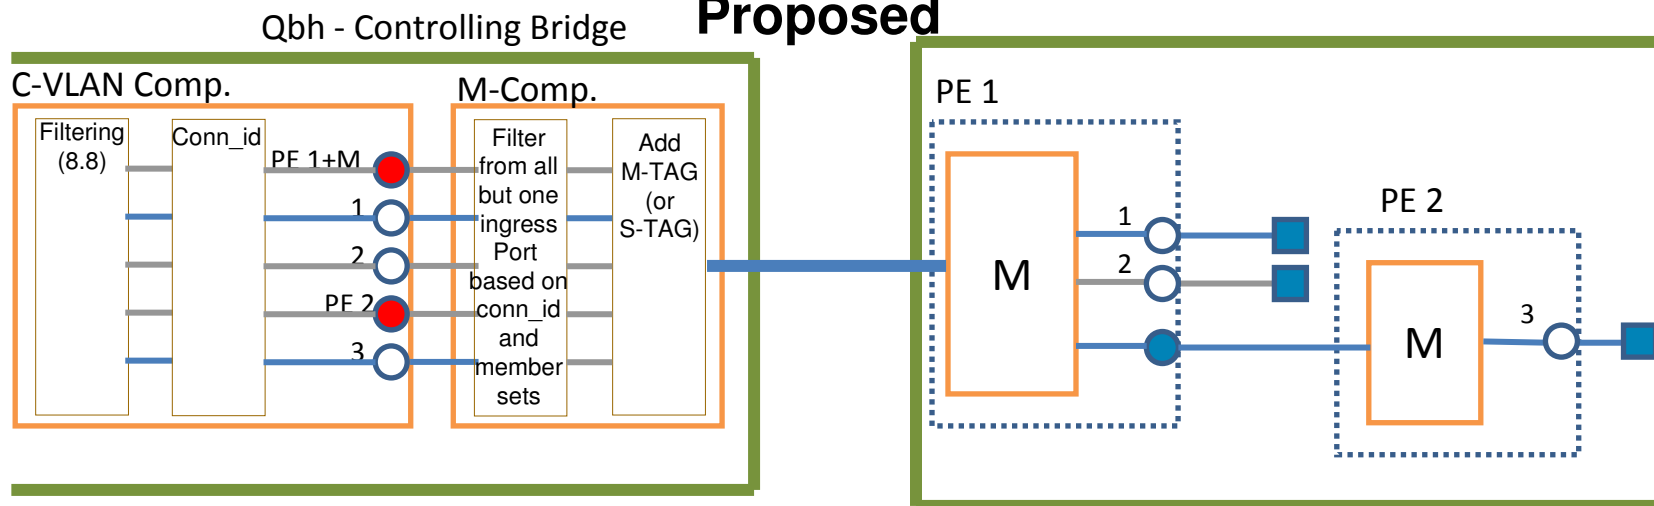 Proposed
Qbh - Controlling Bridge
C-VLAN Comp.
M-Comp.
Filtering
(8.8)
Conn_id
PE 1+M
1
2
PE 2
3
Filter
from all
but one
ingress
Port
based on
conn_id
and
member
sets
Add
M-TAG
(or
S-TAG)
PE 1
M
1
2
PE 2
M
3